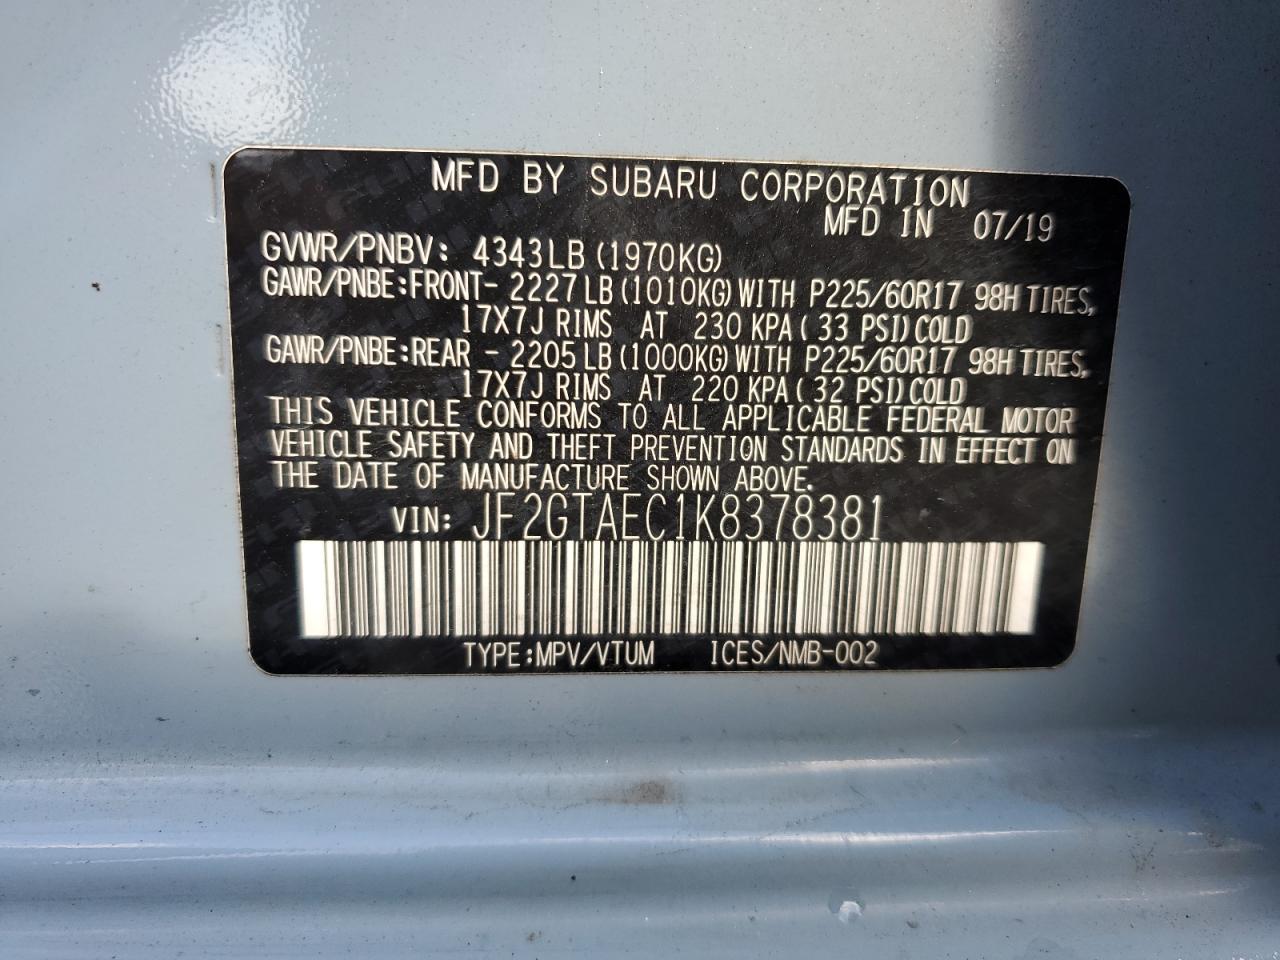 MFD BY SUBARU CORPORATION
MFD IN 07/19
GVWR/PNBV: 4343LB (1970KG)
GAWR/PNBE:FRONT- 2227 LB (1010KG) WITH P225/60R17 98H TIRES,
17X7J RIMS AT 230 KPA ( 33 PSI) COLD
GAWR/PNBE:REAR - 2205 LB (1000KG) WITH P225/60R17 98H TIRES,
17X7J RIMS AT 220 KPA ( 32 PSI) COLD
THIS VEHICLE CONFORMS TO ALL APPLICABLE FEDERAL MOTOR
VEHICLE SAFETY AND THEFT PREVENTION STANDARDS IN EFFECT ON
THE DATE OF MANUFACTURE SHOWN ABOVE.
VIN: JF2GTAEC1K8378381
TYPE:MPV/VTUM ICES/NMB-002